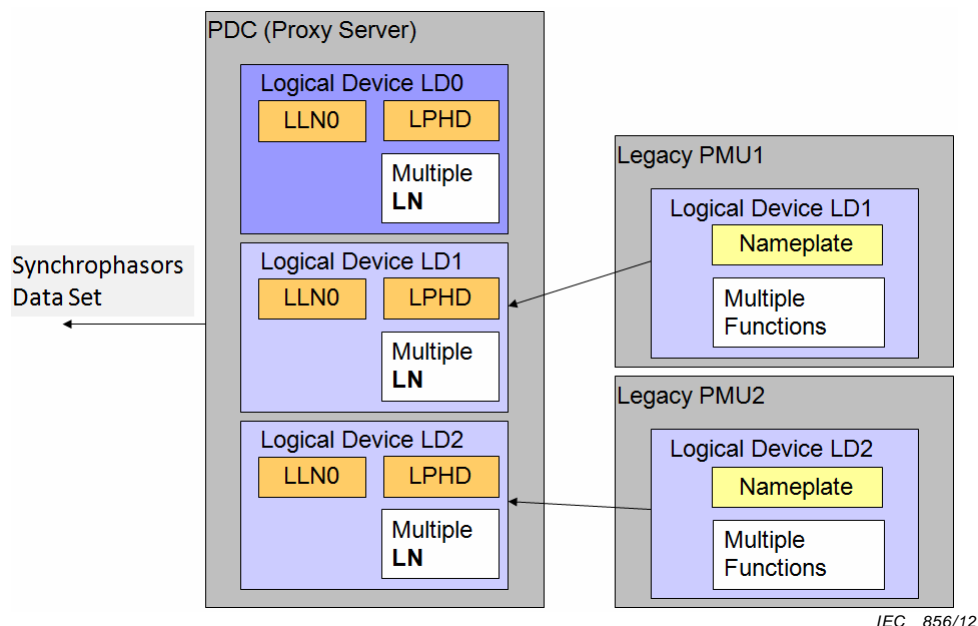 PDC (Proxy Server)
Logical Device LD0
LLN0
LPHD
Multiple
LN
Logical Device LD1
LLN0
LPHD
Multiple
LN
Logical Device LD2
LLN0
LPHD
Multiple
LN
Synchrophasors
Data Set
Legacy PMU1
Logical Device LD1
Nameplate
Multiple
Functions
Legacy PMU2
Logical Device LD2
Nameplate
Multiple
Functions
IEC 856/12